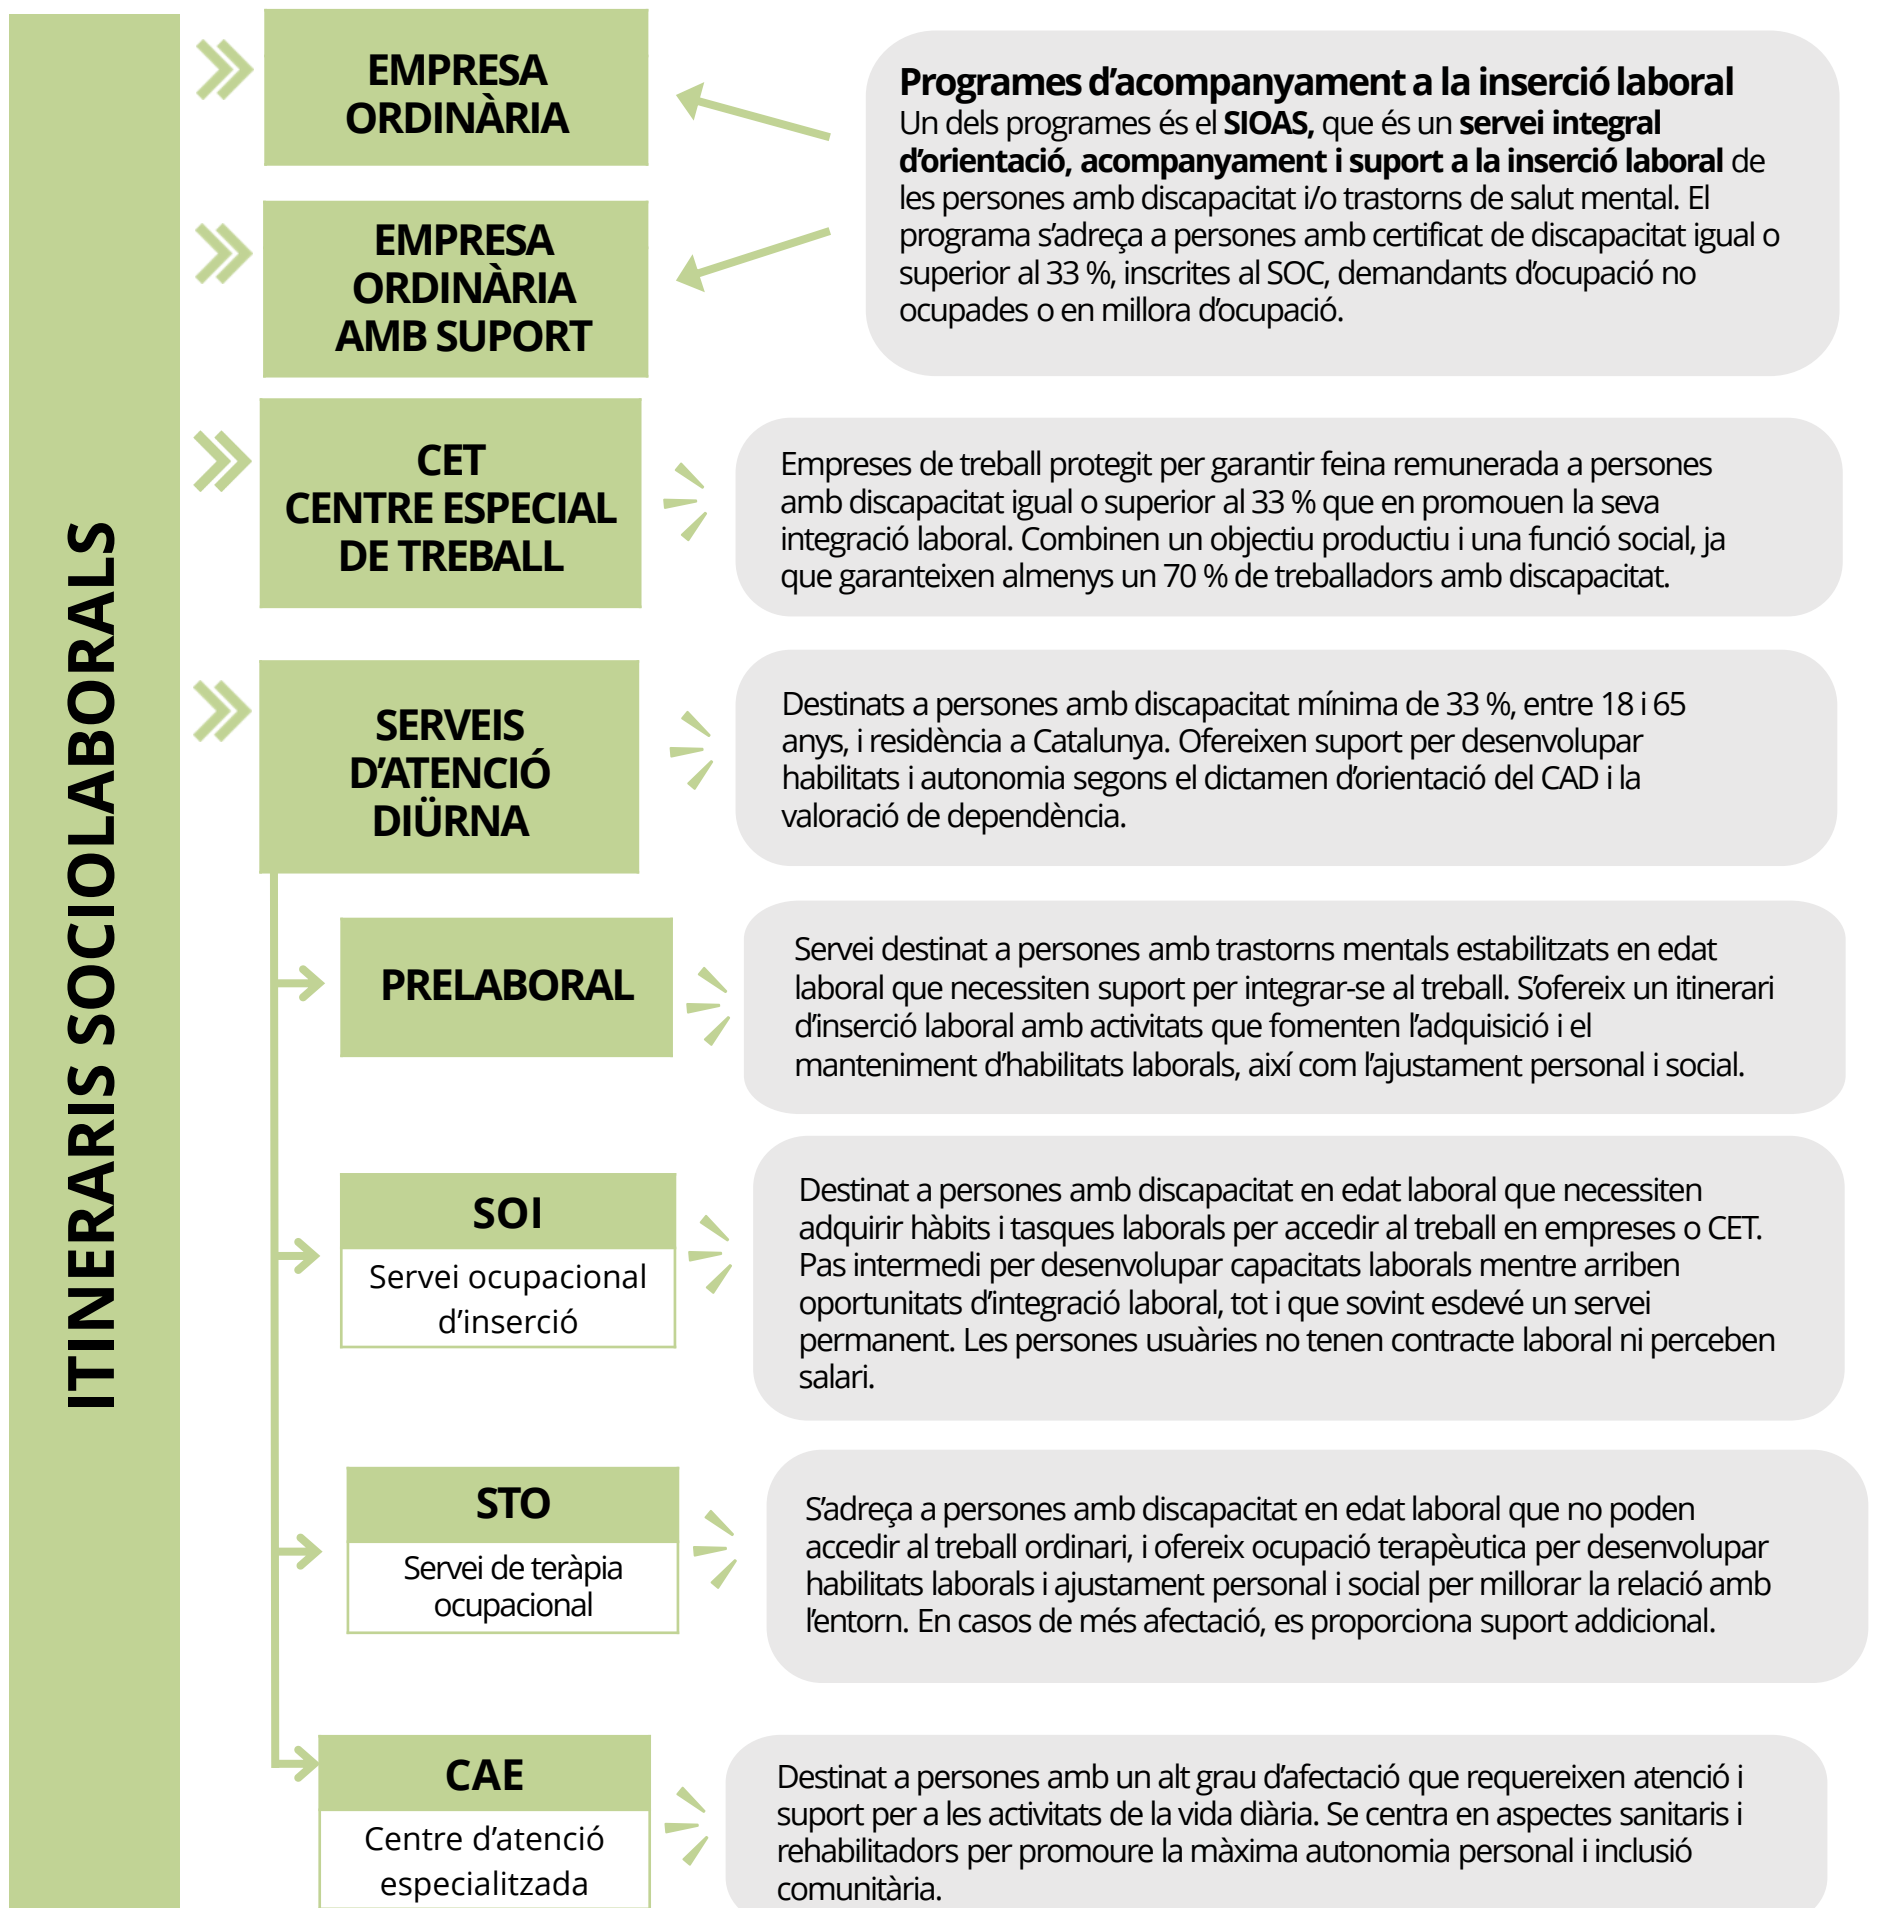 ITINERARIS SOCIOLABORALS
EMPRESA
ORDINÀRIA
Programes d'acompanyament a la inserció laboral
Un dels programes és el SIOAS, que és un servei integral
d'orientació, acompanyament i suport a la inserció laboral de
les persones amb discapacitat i/o trastorns de salut mental. El
programa s'adreça a persones amb certificat de discapacitat igual o
superior al 33 %, inscrites al SOC, demandants d'ocupació no
ocupades o en millora d'ocupació.
EMPRESA
ORDINÀRIA
AMB SUPORT
CET
CENTRE ESPECIAL
DE TREBALL
Empreses de treball protegit per garantir feina remunerada a persones
amb discapacitat igual o superior al 33 % que en promouen la seva
integració laboral. Combinen un objectiu productiu i una funció social, ja
que garanteixen almenys un 70 % de treballadors amb discapacitat.
SERVEIS
D'ATENCIÓ
DIÜRNA
Destinats a persones amb discapacitat mínima de 33 %, entre 18 i 65
anys, i residència a Catalunya. Ofereixen suport per desenvolupar
habilitats i autonomia segons el dictamen d'orientació del CAD i la
valoració de dependència.
PRELABORAL
Servei destinat a persones amb trastorns mentals estabilitzats en edat
laboral que necessiten suport per integrar-se al treball. S'ofereix un itinerari
d'inserció laboral amb activitats que fomenten l'adquisició i el
manteniment d'habilitats laborals, així com l'ajustament personal i social.
SOI
Servei ocupacional
d'inserció
Destinat a persones amb discapacitat en edat laboral que necessiten
adquirir hàbits i tasques laborals per accedir al treball en empreses o CET.
Pas intermedi per desenvolupar capacitats laborals mentre arriben
oportunitats d'integració laboral, tot i que sovint esdevé un servei
permanent. Les persones usuàries no tenen contracte laboral ni perceben
salari.
STO
Servei de teràpia
ocupacional
S'adreça a persones amb discapacitat en edat laboral que no poden
accedir al treball ordinari, i ofereix ocupació terapèutica per desenvolupar
habilitats laborals i ajustament personal i social per millorar la relació amb
l'entorn. En casos de més afectació, es proporciona suport addicional.
CAE
Centre d'atenció
especialitzada
Destinat a persones amb un alt grau d'afectació que requereixen atenció i
suport per a les activitats de la vida diària. Se centra en aspectes sanitaris i
rehabilitadors per promoure la màxima autonomia personal i inclusió
comunitària.